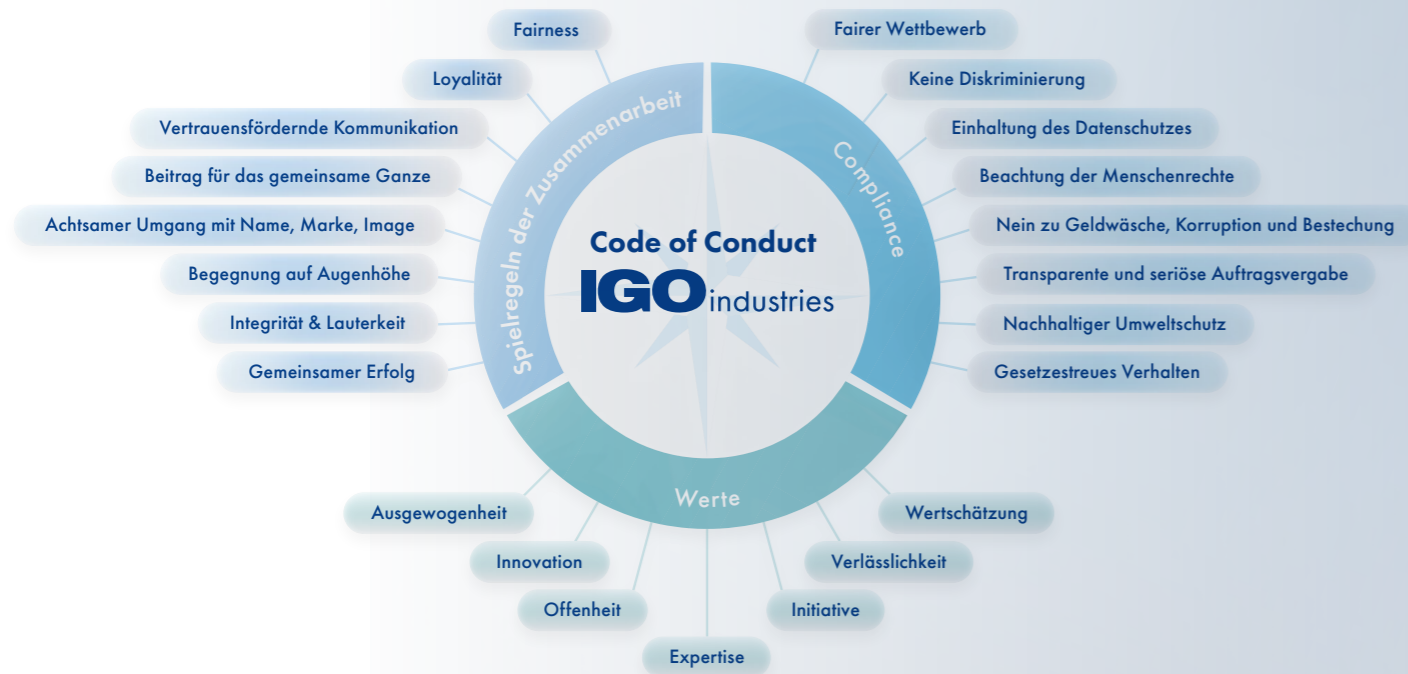 Code of Conduct
IGO industries
Spielregeln der Zusammenarbeit
Fairness
Loyalität
Vertrauensfördernde Kommunikation
Beitrag für das gemeinsame Ganze
Achtsamer Umgang mit Name, Marke, Image
Begegnung auf Augenhöhe
Integrität & Lauterkeit
Gemeinsamer Erfolg
Compliance
Fairer Wettbewerb
Keine Diskriminierung
Einhaltung des Datenschutzes
Beachtung der Menschenrechte
Nein zu Geldwäsche, Korruption und Bestechung
Transparente und seriöse Auftragsvergabe
Nachhaltiger Umweltschutz
Gesetzestreues Verhalten
Werte
Ausgewogenheit
Innovation
Offenheit
Expertise
Initiative
Verlässlichkeit
Wertschätzung